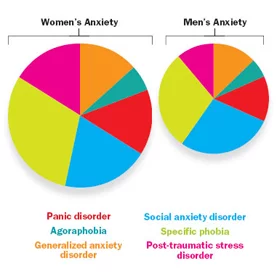 Women's Anxiety
Men's Anxiety
Panic disorder
Agoraphobia
Generalized anxiety
disorder
Social anxiety disorder
Specific phobia
Post-traumatic stress
disorder